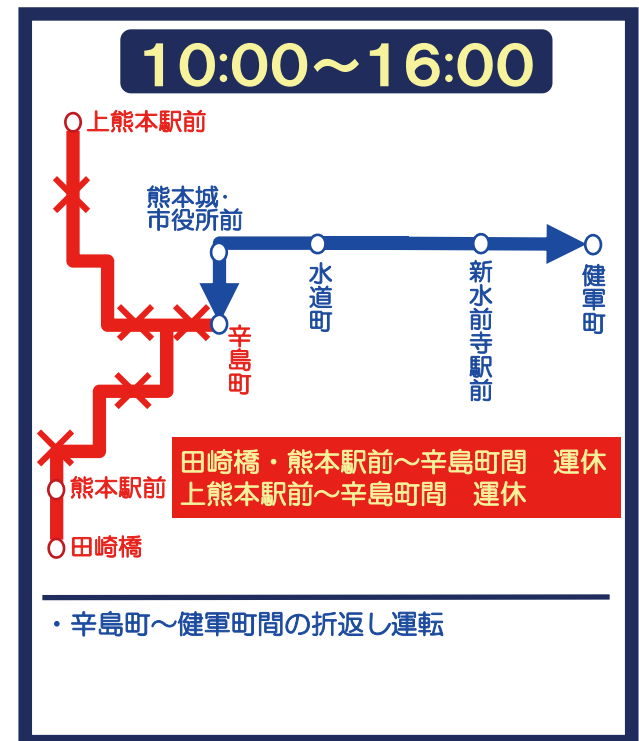 10:00～16:00
上熊本駅前
熊本城・
市役所前
水道町
新水前寺駅前
健軍町
辛島町
田崎橋・熊本駅前～辛島町間　運休
上熊本駅前～辛島町間　運休
熊本駅前
田崎橋
・辛島町～健軍町間の折返し運転